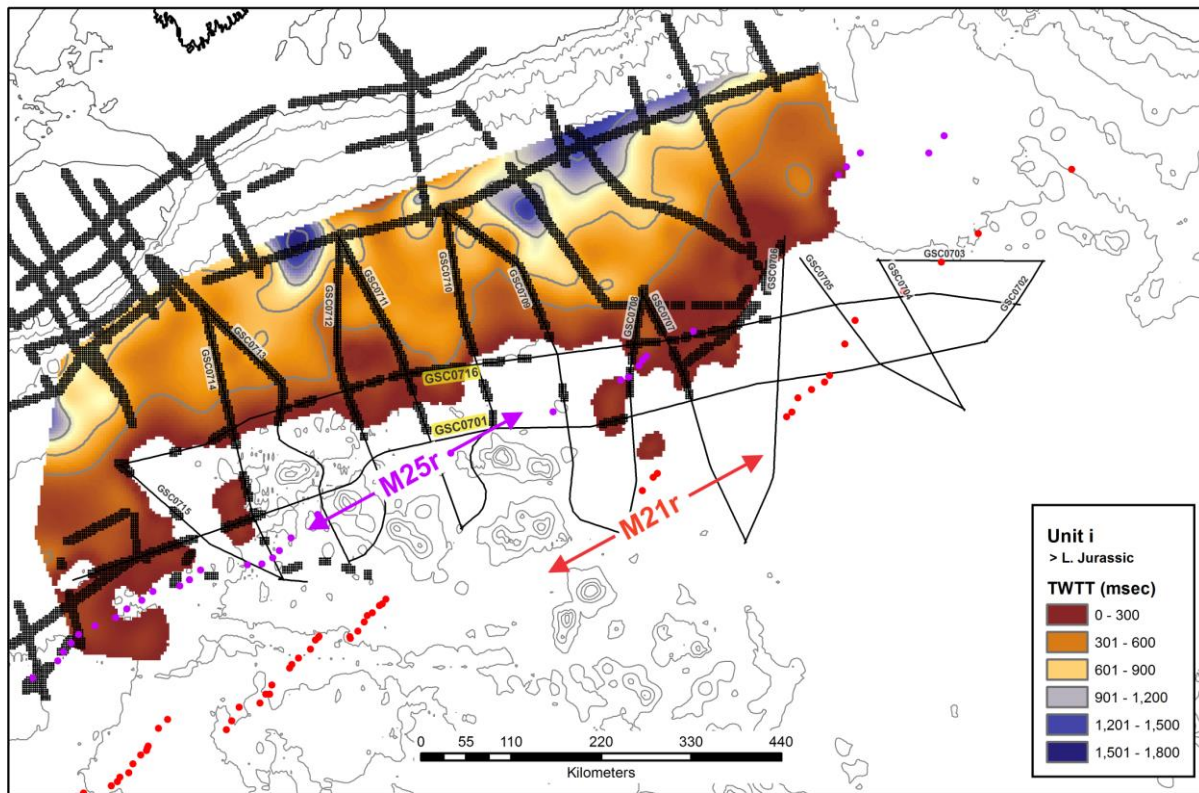 GSC0703
GSC0706
GSC0705
GSC0704
GSC0702
GSC0710
GSC0711
GSC0709
GSC0712
GSC0708
GSC0707
GSC0713
GSC0714
GSC0716
GSC0701
M25r
GSC0715
M21r
Unit i
> L. Jurassic
TWTT (msec)
0 - 300
301 - 600
601 - 900
901 - 1,200
1,201 - 1,500
1,501 - 1,800
0 55 110 220 330 440
Kilometers